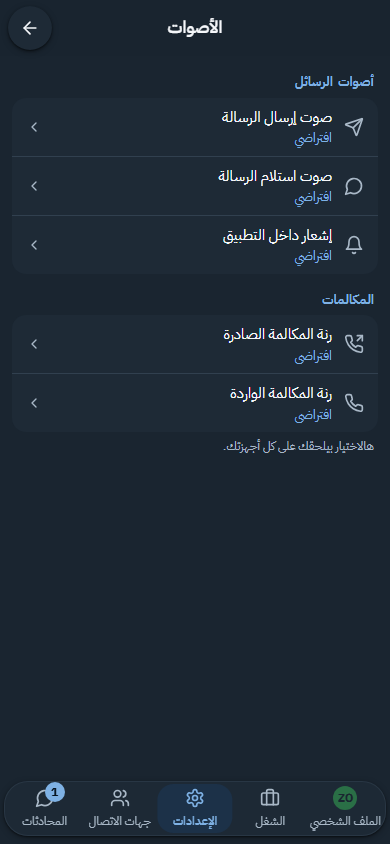 الأصوات
أصوات الرسائل
صوت إرسال الرسالة
افتراضي
صوت استلام الرسالة
افتراضي
إشعار داخل التطبيق
افتراضي
المكالمات
رنة المكالمة الصادرة
افتراضي
رنة المكالمة الواردة
افتراضي
هالاختيار بيلحقك على كل أجهزتك.
ZO
1
الملف الشخصي
الشغل
الإعدادات
جهات الاتصال
المحادثات